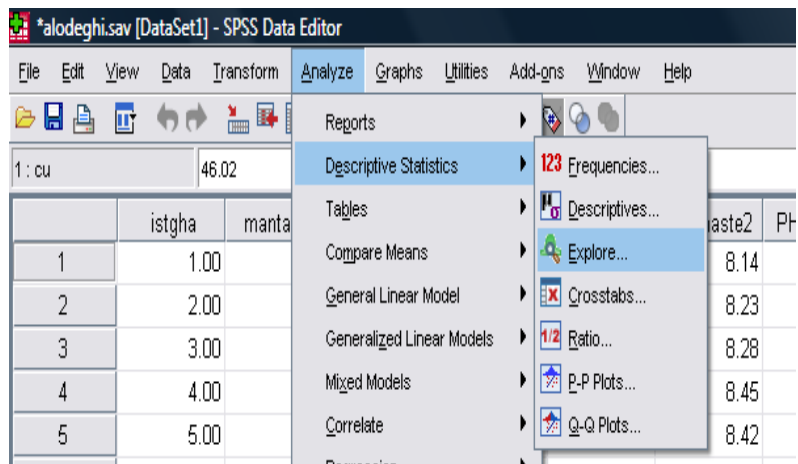 *alodeghi.sav [DataSet1] - SPSS Data Editor
File Edit View Data Transform Analyze Graphs Utilities Add-ons Window Help
1 : cu 46.02
istgha manta aste2 PH
1 1.00 8.14
2 2.00 8.23
3 3.00 8.28
4 4.00 8.45
5 5.00 8.42
Reports
Descriptive Statistics
Tables
Compare Means
General Linear Model
Generalized Linear Models
Mixed Models
Correlate
123 Frequencies...
Descriptives...
Explore...
Crosstabs...
1/2 Ratio...
P-P Plots...
Q-Q Plots...